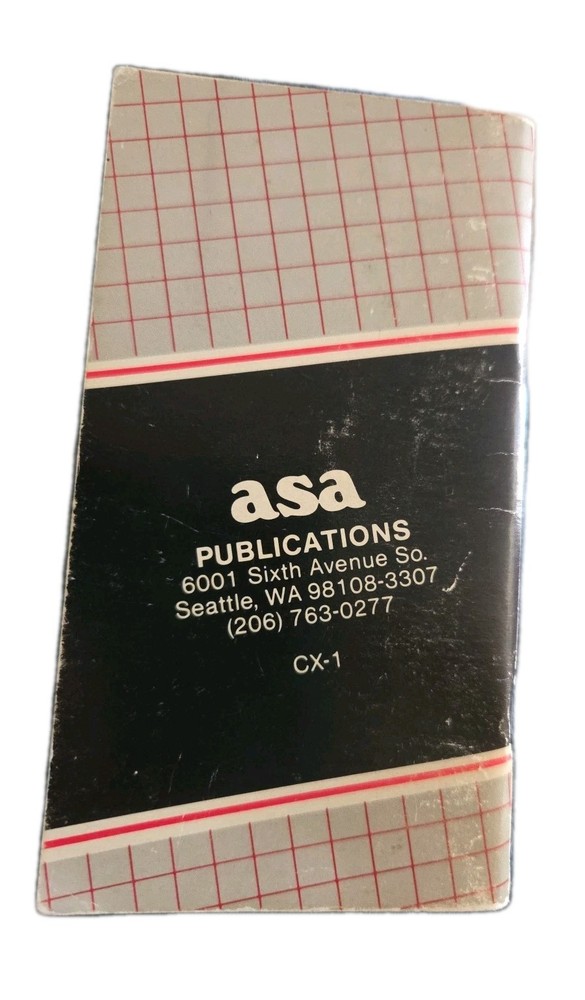 asa
PUBLICATIONS
6001 Sixth Avenue So.
Seattle, WA 98108-3307
(206) 763-0277
CX-1